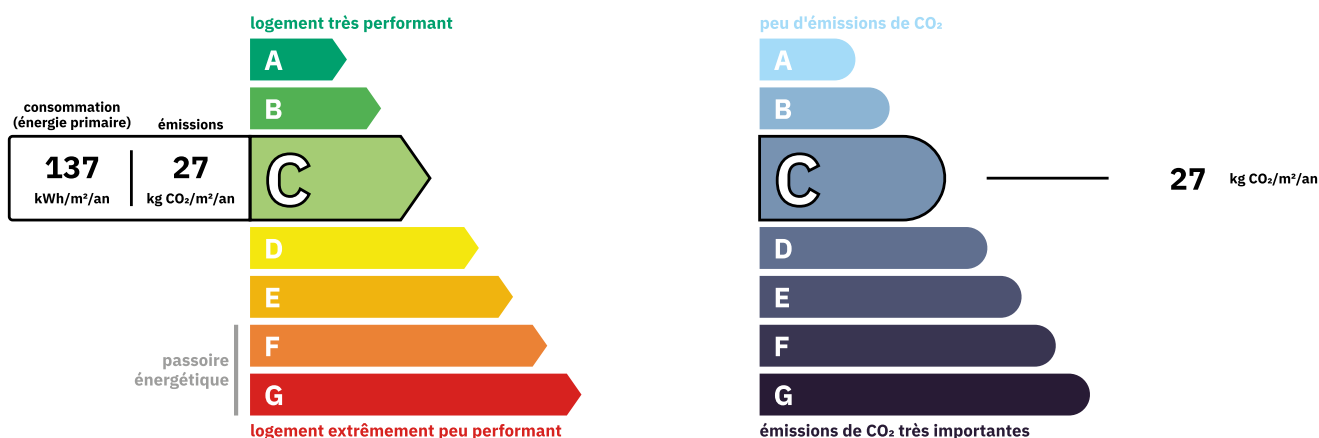 logement très performant
A
B
consommation
(énergie primaire)
émissions
137
kWh/m²/an
27
kg CO₂/m²/an
C
D
E
F
G
passoire
énergétique
logement extrêmement peu performant
peu d'émissions de CO₂
A
B
C
27 kg CO₂/m²/an
D
E
F
G
émissions de CO₂ très importantes